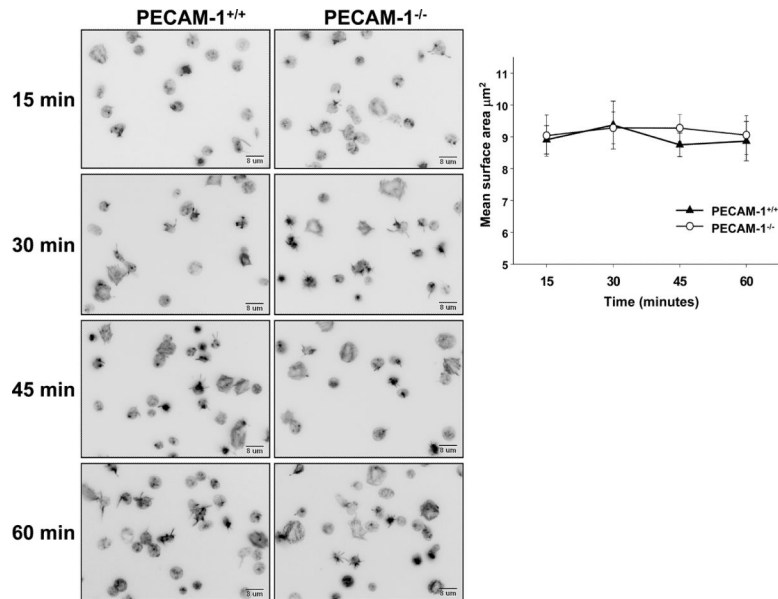 PECAM-1+/+
PECAM-1-/-
15 min
8 um
8 um
30 min
8 um
8 um
45 min
8 um
8 um
60 min
8 um
8 um
Mean surface area μm²
11
10
9
8
7
6
5
PECAM-1+/+
PECAM-1-/-
15 30 45 60
Time (minutes)